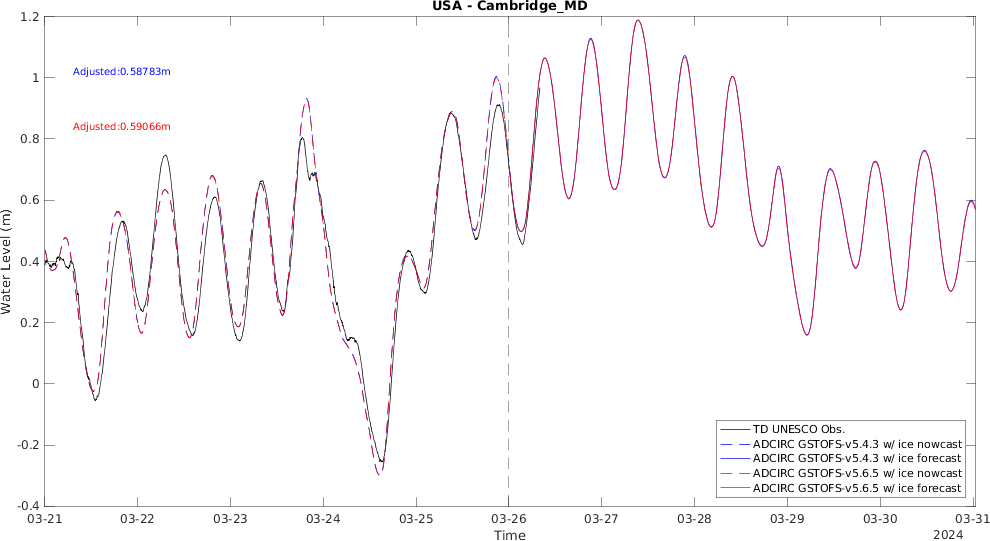 USA - Cambridge_MD
1.2
1
0.8
0.6
0.4
0.2
0
-0.2
-0.4
Water Level (m)
Adjusted:0.58783m
Adjusted:0.59066m
TD UNESCO Obs.
ADCIRC GSTOFS-v5.4.3 w/ ice nowcast
ADCIRC GSTOFS-v5.4.3 w/ ice forecast
ADCIRC GSTOFS-v5.6.5 w/ ice nowcast
ADCIRC GSTOFS-v5.6.5 w/ ice forecast
03-21 03-22 03-23 03-24 03-25 03-26 03-27 03-28 03-29 03-30 03-31
Time
2024